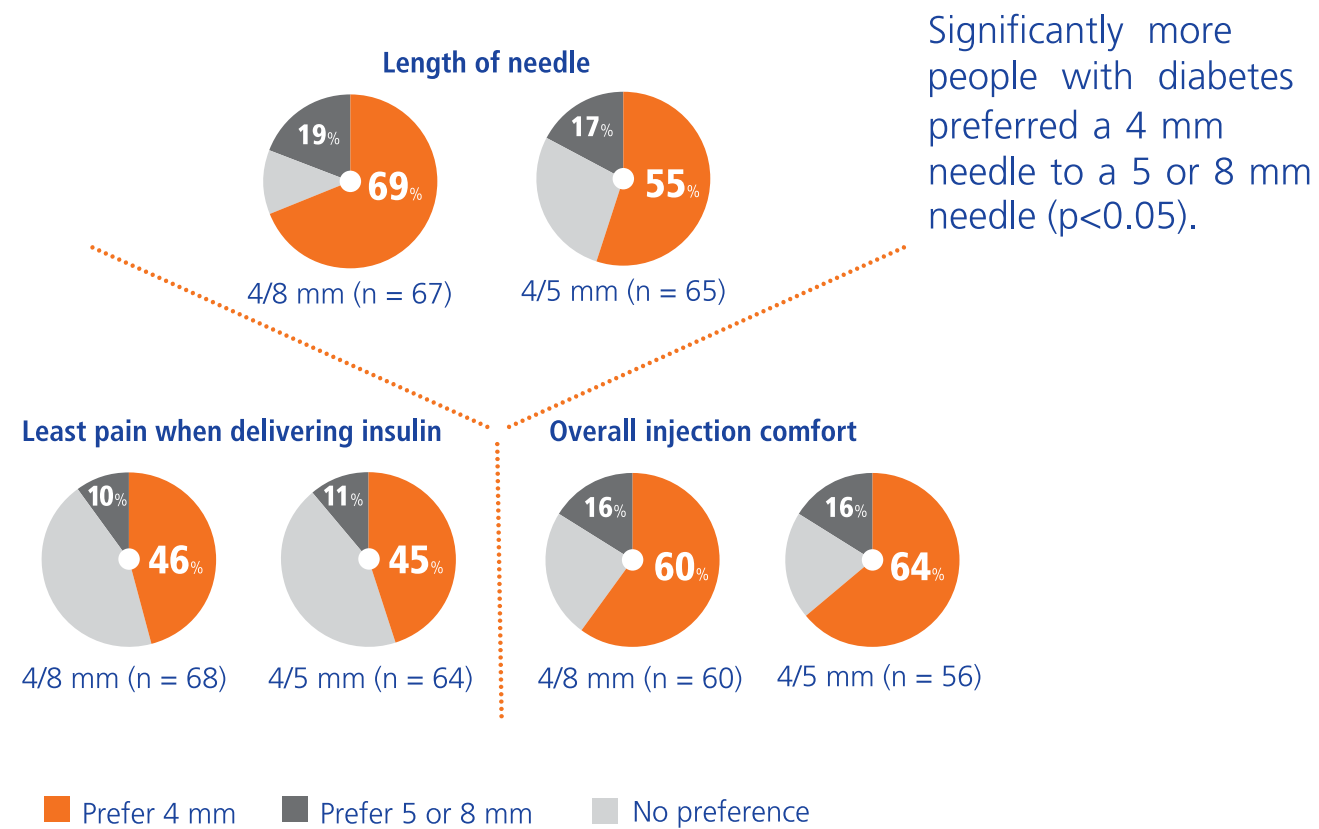 Length of needle
19%
69%
17%
55%
4/8 mm (n = 67)
4/5 mm (n = 65)
Significantly more
people with diabetes
preferred a 4 mm
needle to a 5 or 8 mm
needle (p<0.05).
Least pain when delivering insulin
10%
46%
11%
45%
4/8 mm (n = 68)
4/5 mm (n = 64)
Overall injection comfort
16%
60%
16%
64%
4/8 mm (n = 60)
4/5 mm (n = 56)
Prefer 4 mm
Prefer 5 or 8 mm
No preference